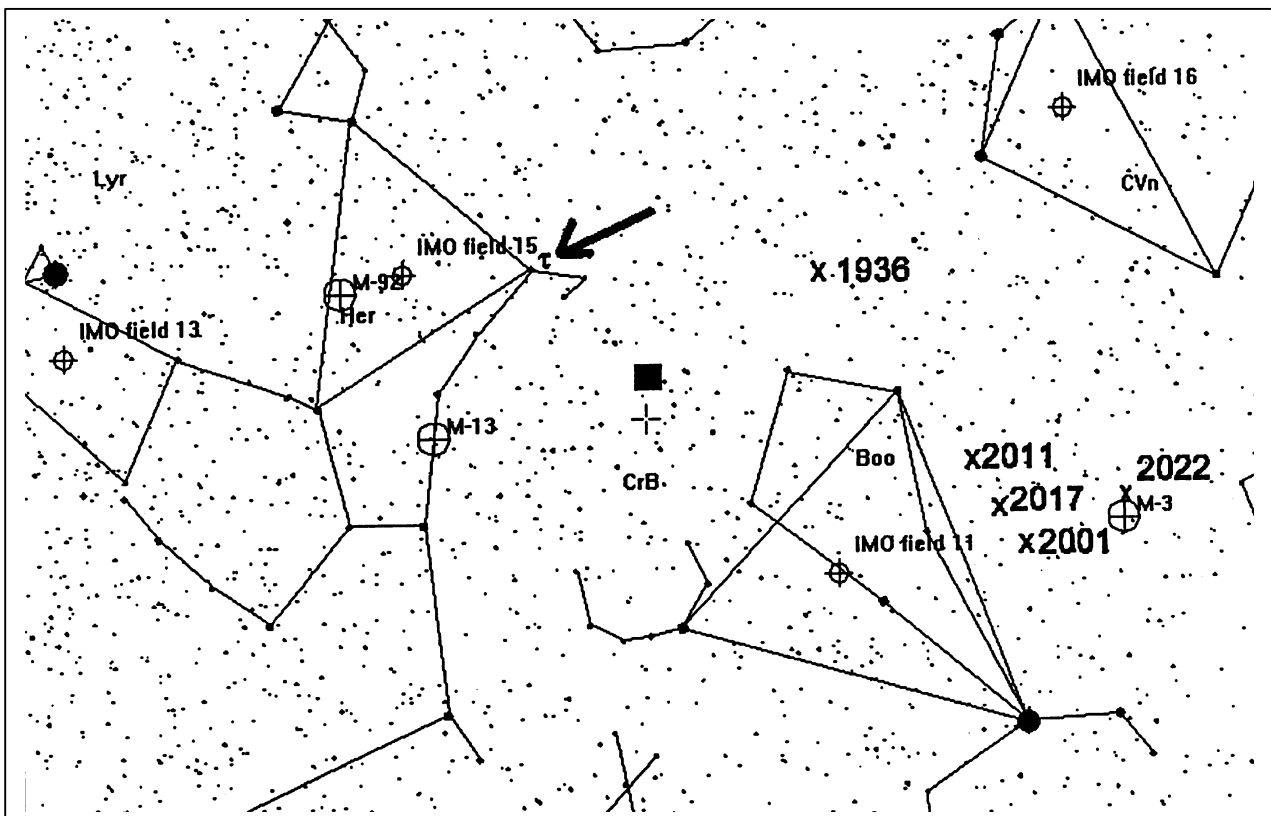 IMO field 16
Lyr
CVn
IMO field 15
τ
x 1936
M-92
Her
IMO field 13
M-13
Boo
x2011
2022
CrB
x2017
x
M-3
IMO field 11
x2001